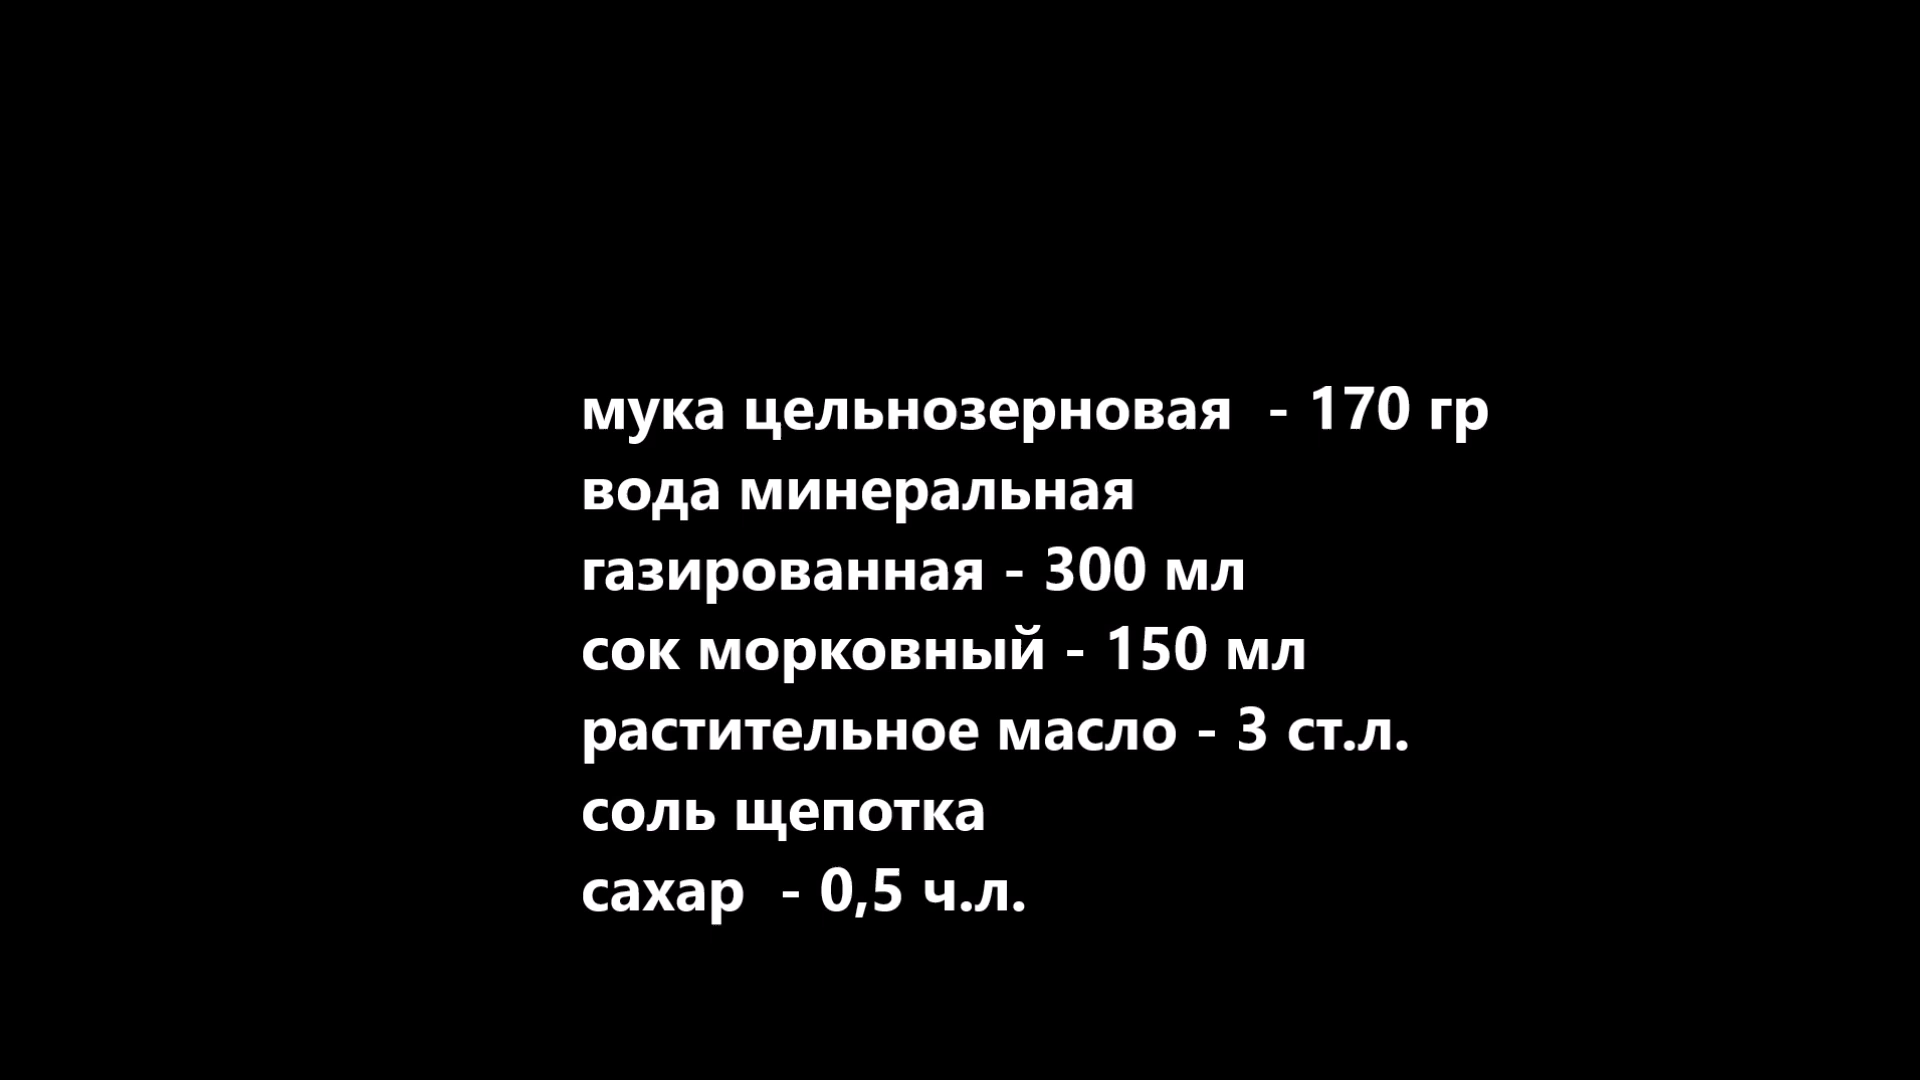 мука цельнозерновая - 170 гр
вода минеральная
газированная - 300 мл
сок морковный - 150 мл
растительное масло - 3 ст.л.
соль щепотка
сахар - 0,5 ч.л.